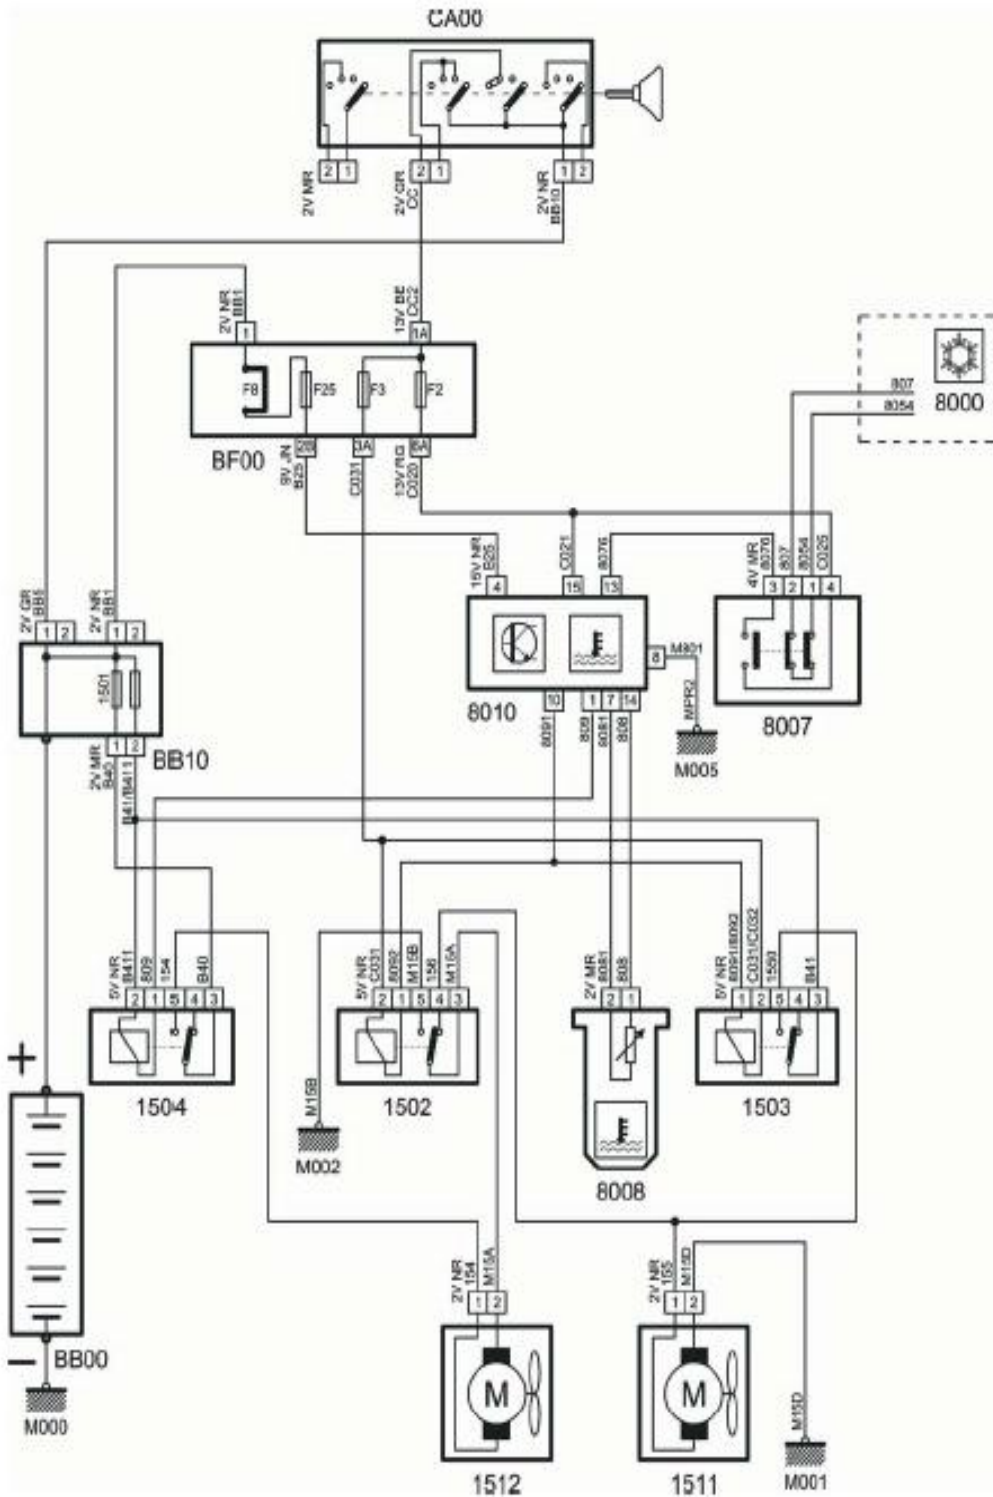 CA00
2 1
2 1
1 2
2V MR
2V GR
CC
2V NR
BB10
2V NR
BB1
13V BE
CC2
1
1A
F8
F25
F3
F2
BF00
3A
9V JN
B25
C031
13V RG
C020
807
8054
8000
15V NR
C021
8076
4V MR
8076
807
8054
C025
4
15
13
3 2 1 4
2V GR
BB5
2V NR
BB1
1 2
1 2
1501
M801
8
8010
10
1 7 14
8091
809
8081
808
MPR2
M005
8007
1 2
BB10
2V MR
B40
B41/B411
5V NR
B411
809
154
B40
5V NR
C031
8092
M15B
156
M15A
2V MR
8081
808
5V NR
8091/8092
C031/C032
1550
B41
2 1 5 4 3
2 1 5 4 3
2 1
1 2 5 4 3
+
1504
1502
1503
M15B
M002
8008
2V NR
154
M15A
2V NR
155
M15D
1 2
1 2
–
BB00
M000
M
M
M15D
1512
1511
M001